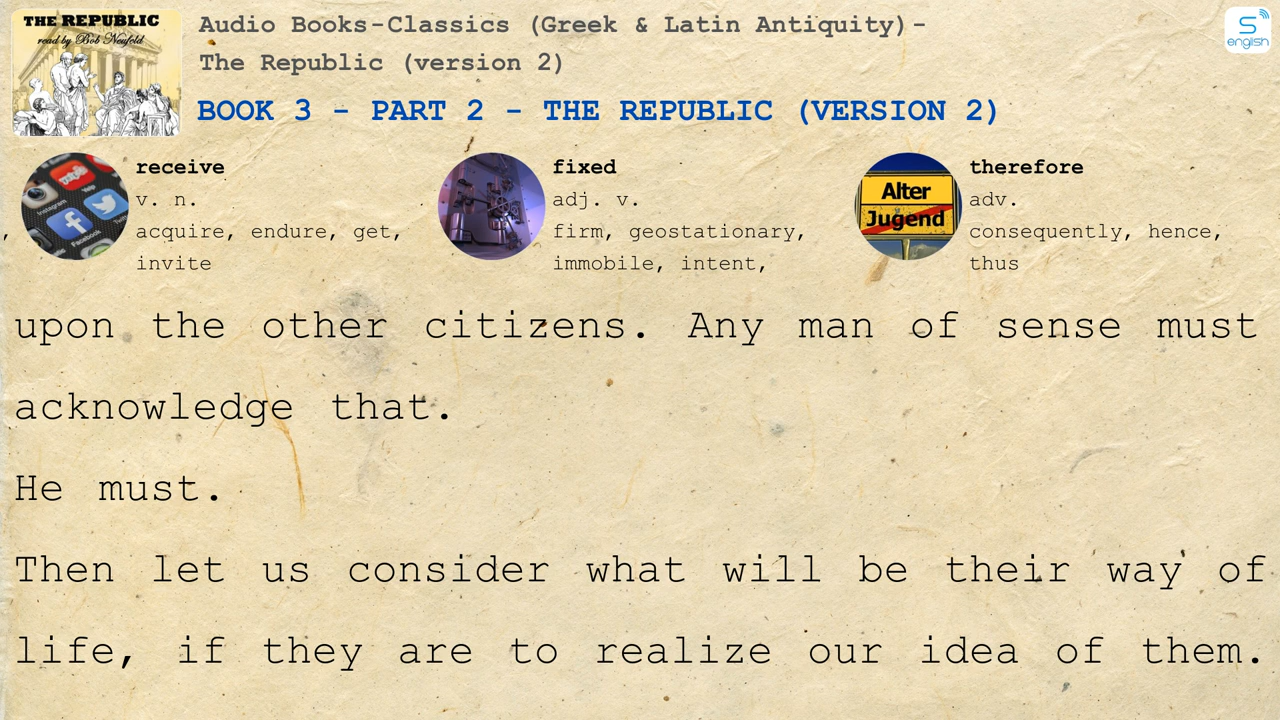 THE REPUBLIC
read by Bob Neufeld
Audio Books-Classics (Greek & Latin Antiquity)-
The Republic (version 2)
BOOK 3 - PART 2 - THE REPUBLIC (VERSION 2)
S
english
receive
v. n.
acquire, endure, get,
invite
Instagram
Yelp
Facebook
fixed
adj. v.
firm, geostationary,
immobile, intent,
Alter
Jugend
therefore
adv.
consequently, hence,
thus
,
upon the other citizens. Any man of sense must
acknowledge that.
He must.
Then let us consider what will be their way of
life, if they are to realize our idea of them.